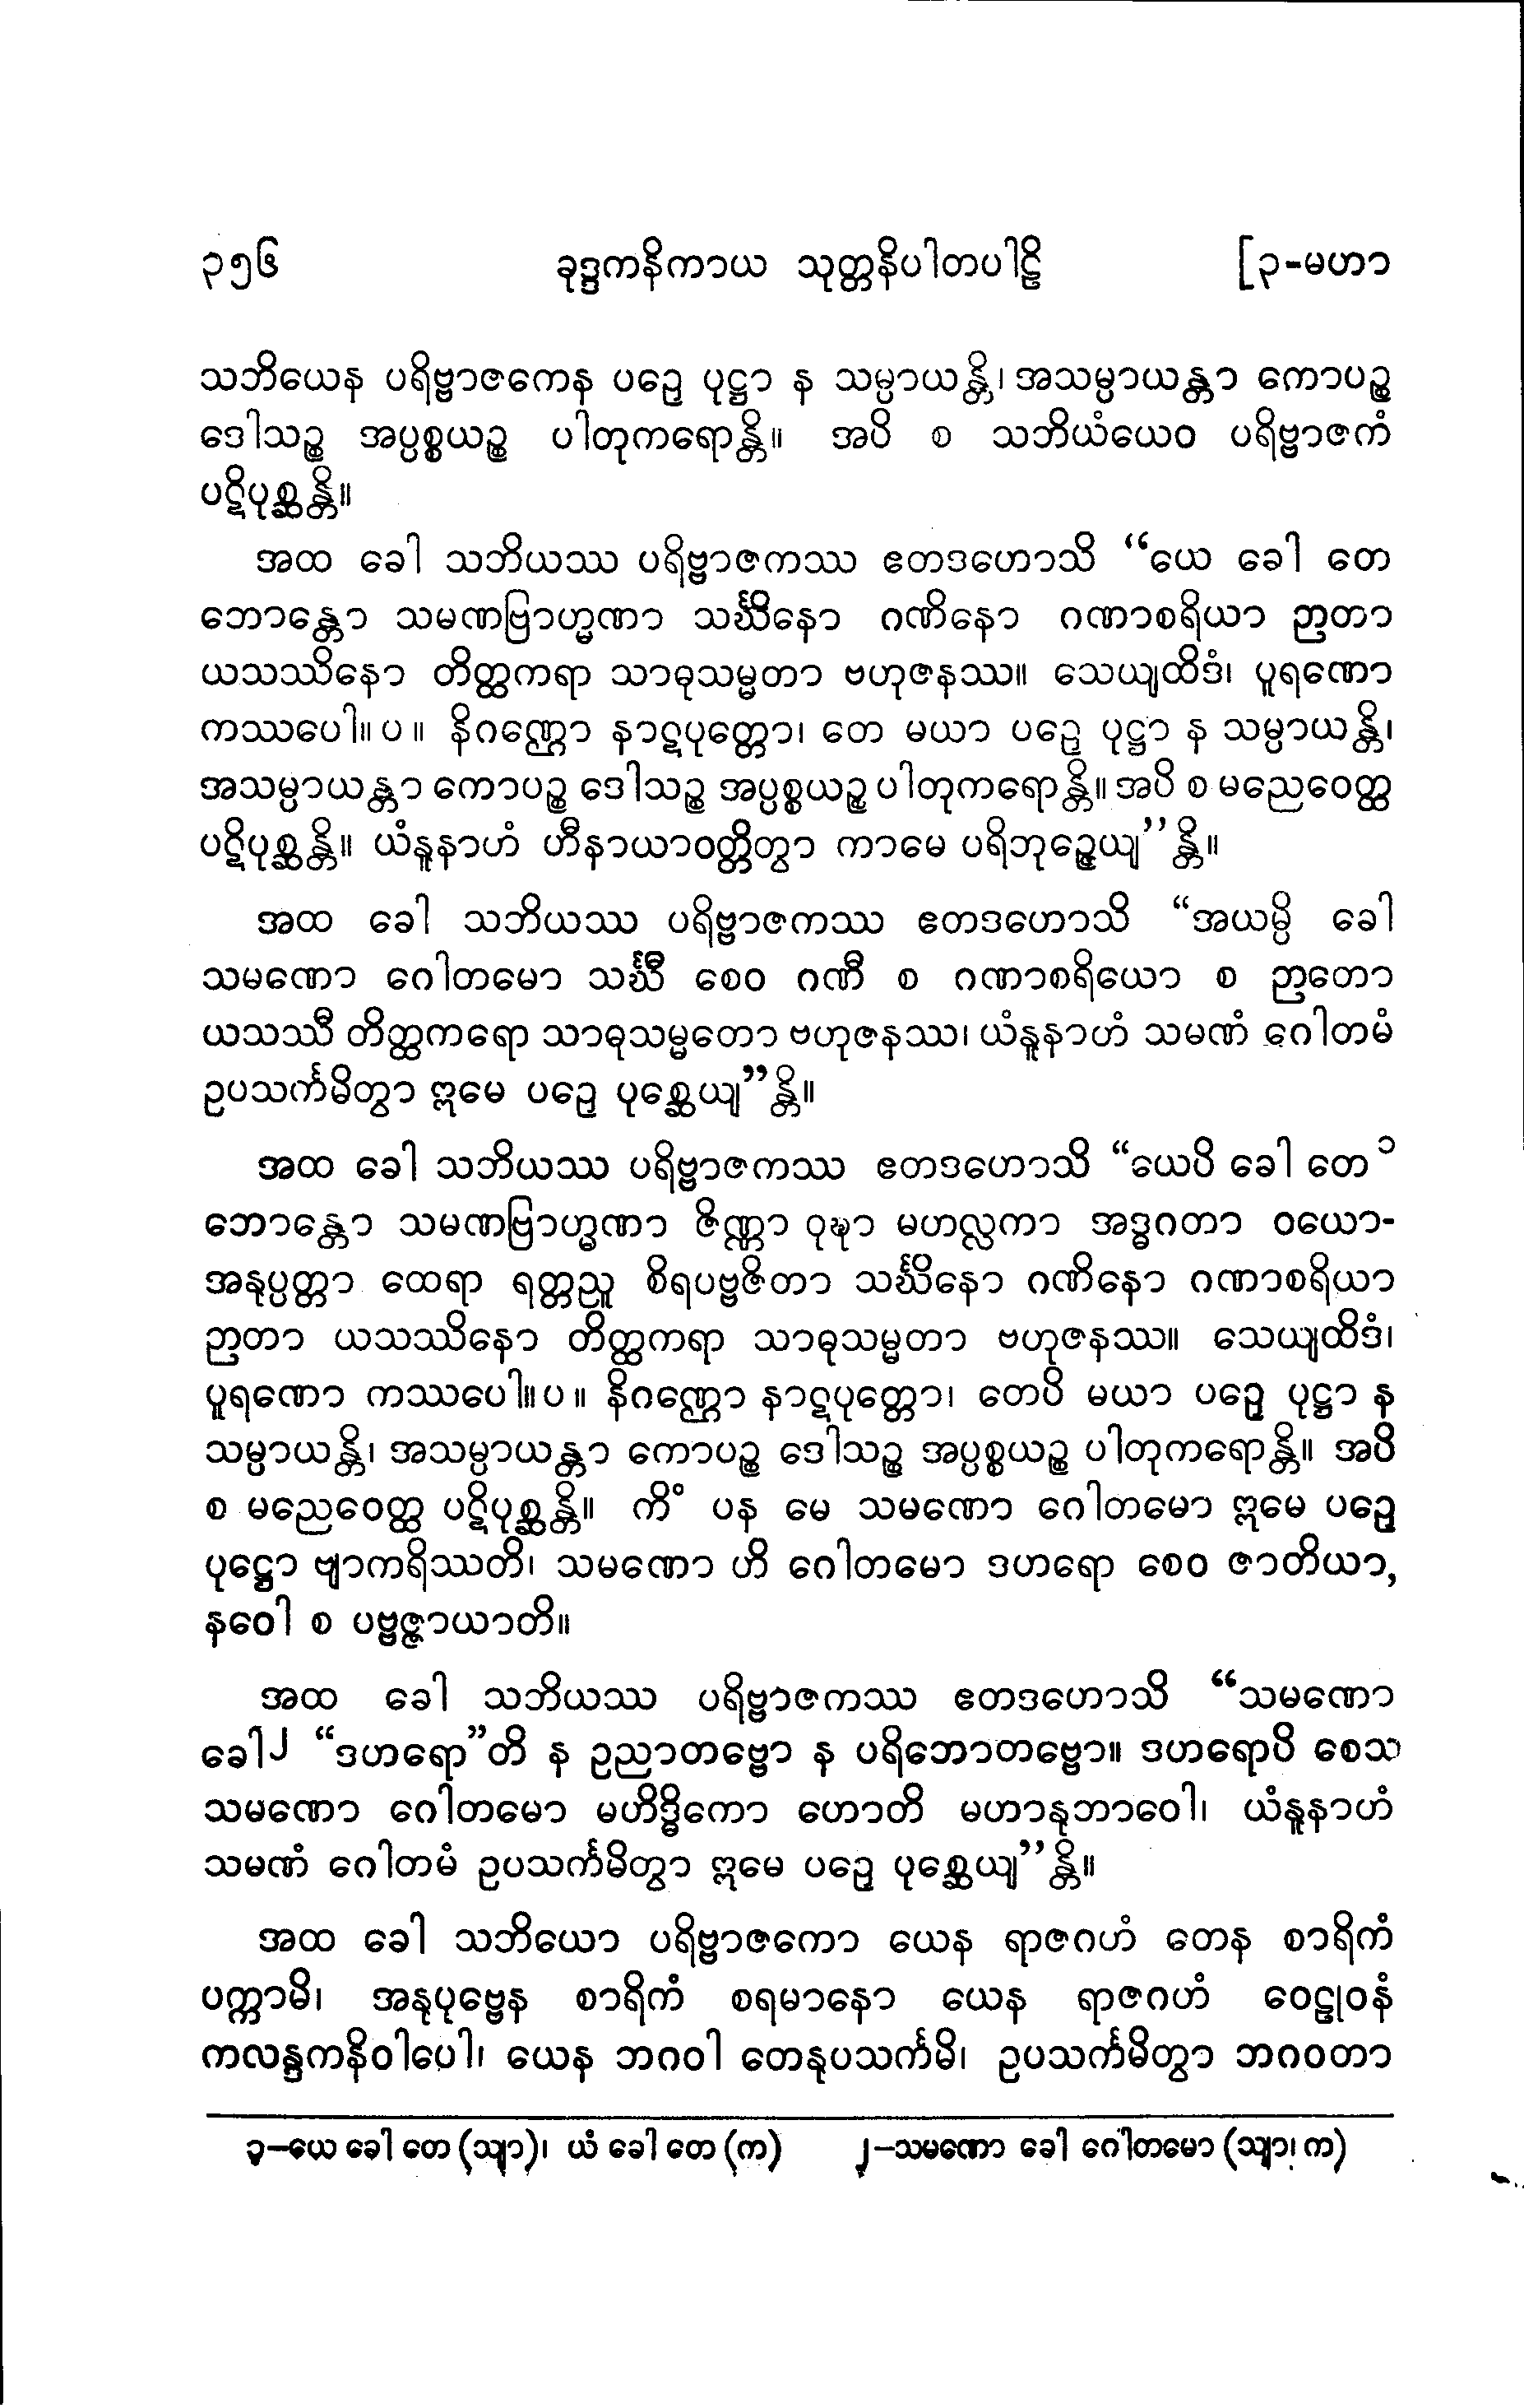 ၃၅၆ ခုဒ္ဒကနိကာယ သုတ္တနိပါတပါဠိ [၃-မဟာ
သဘိယေန ပရိဗ္ဗာဇကေန ပဉှေ ပုဋ္ဌာ န သမ္ပာယန္တိ၊ အသမ္ပာယန္တာ ကောပဉ္စ
ဒေါသဉ္စ အပ္ပစ္စယဉ္စ ပါတုကရောန္တိ။ အပိ စ သဘိယံယေဝ ပရိဗ္ဗာဇကံ
ပဋိပုစ္ဆန္တိ။
အထ ခေါ သဘိယဿ ပရိဗ္ဗာဇကဿ ဧတဒဟောသိ “ယေ ခေါ တေ
ဘောန္တော သမဏဗြာဟ္မဏာ သင်္ဃိနော ဂဏိနော ဂဏာစရိယာ ဉာတာ
ယသဿိနော တိတ္ထကရာ သာဓုသမ္မတာ ဗဟုဇနဿ။ သေယျထိဒံ၊ ပူရဏော
ကဿပေါ။ပ။ နိဂဏ္ဌော နာဋပုတ္တော၊ တေ မယာ ပဉှေ ပုဋ္ဌာ န သမ္ပာယန္တိ၊
အသမ္ပာယန္တာ ကောပဉ္စ ဒေါသဉ္စ အပ္ပစ္စယဉ္စ ပါတုကရောန္တိ။ အပိ စ မညေဝေတ္ထ
ပဋိပုစ္ဆန္တိ။ ယံနူနာဟံ ဟီနာယာဝတ္တိတွာ ကာမေ ပရိဘုဉ္ဇေယျ”န္တိ။
အထ ခေါ သဘိယဿ ပရိဗ္ဗာဇကဿ ဧတဒဟောသိ “အယမ္ပိ ခေါ
သမဏော ဂေါတမော သင်္ဃီ စေဝ ဂဏီ စ ဂဏာစရိယော စ ဉာတော
ယသဿီ တိတ္ထကရော သာဓုသမ္မတော ဗဟုဇနဿ၊ ယံနူနာဟံ သမဏံ ဂေါတမံ
ဥပသင်္ကမိတွာ ဣမေ ပဉှေ ပုစ္ဆေယျ”န္တိ။
အထ ခေါ သဘိယဿ ပရိဗ္ဗာဇကဿ ဧတဒဟောသိ “ယေပိ ခေါ တေ ၁
ဘောန္တော သမဏဗြာဟ္မဏာ ဇိဏ္ဏာ ဝုဍ္ဎာ မဟလ္လကာ အဒ္ဓဂတာ ဝယော-
အနုပ္ပတ္တာ ထေရာ ရတ္တညူ စိရပဗ္ဗဇိတာ သင်္ဃိနော ဂဏိနော ဂဏာစရိယာ
ဉာတာ ယသဿိနော တိတ္ထကရာ သာဓုသမ္မတာ ဗဟုဇနဿ။ သေယျထိဒံ၊
ပူရဏော ကဿပေါ။ပ။ နိဂဏ္ဌော နာဋပုတ္တော၊ တေပိ မယာ ပဉှေ ပုဋ္ဌာ န
သမ္ပာယန္တိ၊ အသမ္ပာယန္တာ ကောပဉ္စ ဒေါသဉ္စ အပ္ပစ္စယဉ္စ ပါတုကရောန္တိ။ အပိ
စ မညေဝေတ္ထ ပဋိပုစ္ဆန္တိ။ ကိံ ပန မေ သမဏော ဂေါတမော ဣမေ ပဉှေ
ပုဋ္ဌော ဗျာကရိဿတိ၊ သမဏော ဟိ ဂေါတမော ဒဟရော စေဝ ဇာတိယာ,
နဝေါ စ ပဗ္ဗဇ္ဇာယာတိ။
အထ ခေါ သဘိယဿ ပရိဗ္ဗာဇကဿ ဧတဒဟောသိ “သမဏော
ခေါ၂ “ဒဟရော”တိ န ဥညာတဗ္ဗော န ပရိဘောတဗ္ဗော။ ဒဟရောပိ စေသ
သမဏော ဂေါတမော မဟိဒ္ဓိကော ဟောတိ မဟာနုဘာဝေါ၊ ယံနူနာဟံ
သမဏံ ဂေါတမံ ဥပသင်္ကမိတွာ ဣမေ ပဉှေ ပုစ္ဆေယျ”န္တိ။
အထ ခေါ သဘိယော ပရိဗ္ဗာဇကော ယေန ရာဇဂဟံ တေန စာရိကံ
ပက္ကာမိ၊ အနုပုဗ္ဗေန စာရိကံ စရမာနော ယေန ရာဇဂဟံ ဝေဠုဝနံ
ကလန္ဒကနိဝါပေါ၊ ယေန ဘဂဝါ တေနုပသင်္ကမိ၊ ဥပသင်္ကမိတွာ ဘဂဝတာ
၁-ယေ ခေါ တေ (သျာ)၊ ယံ ခေါ တေ (က) ၂-သမဏော ခေါ ဂေါတမော (သျာ၊ က)